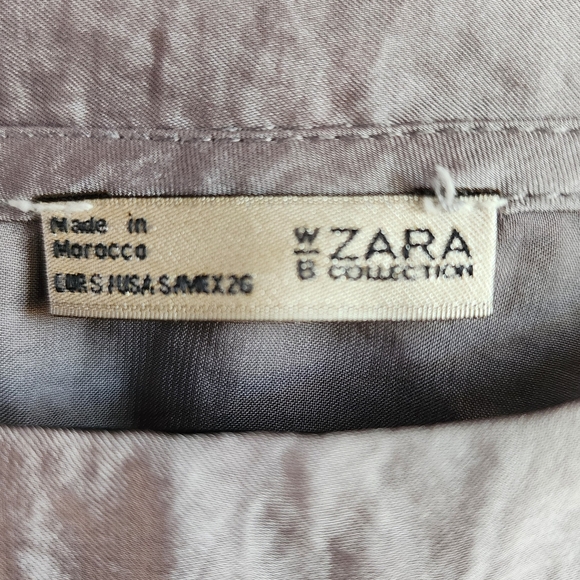 Made in
Morocco
EUR S / USA S / MEX 26
W/B ZARA
COLLECTION